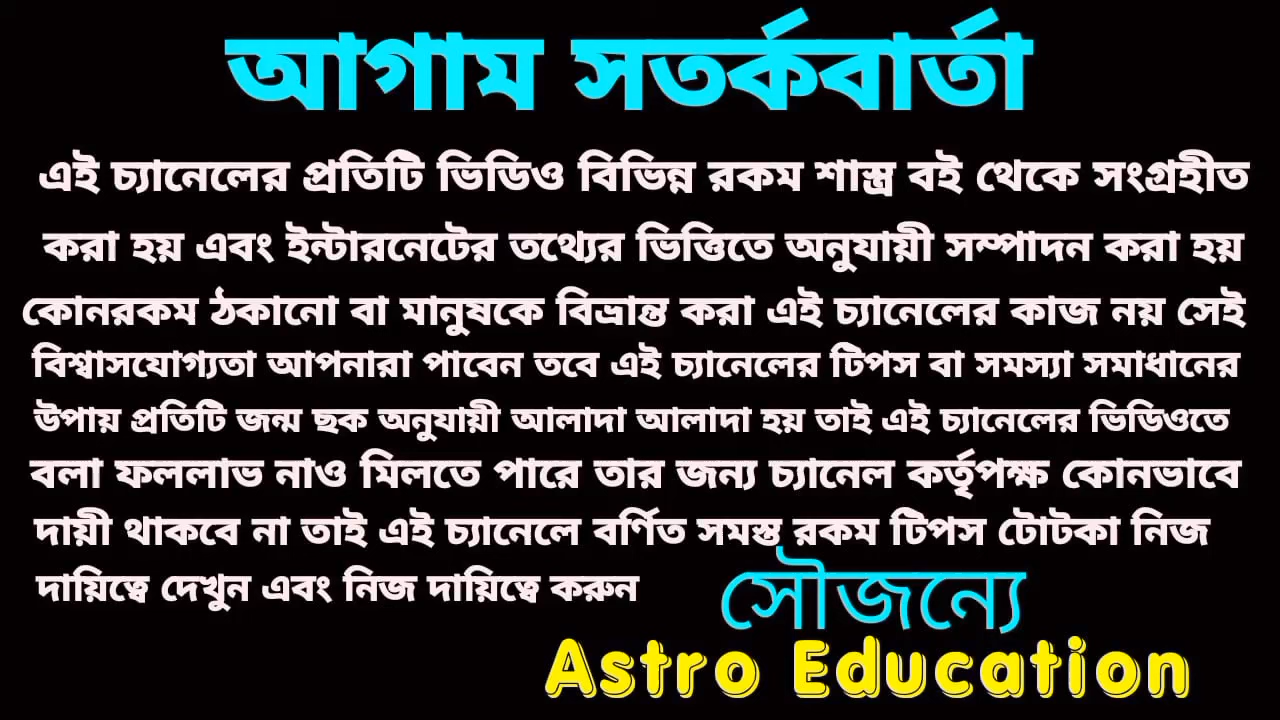 আগাম সতর্কবার্তা
এই চ্যানেলের প্রতিটি ভিডিও বিভিন্ন রকম শাস্ত্র বই থেকে সংগ্রহীত
করা হয় এবং ইন্টারনেটের তথ্যের ভিত্তিতে অনুযায়ী সম্পাদন করা হয়
কোনরকম ঠকানো বা মানুষকে বিভ্রান্ত করা এই চ্যানেলের কাজ নয় সেই
বিশ্বাসযোগ্যতা আপনারা পাবেন তবে এই চ্যানেলের টিপস বা সমস্যা সমাধানের
উপায় প্রতিটি জন্ম ছক অনুযায়ী আলাদা আলাদা হয় তাই এই চ্যানেলের ভিডিওতে
বলা ফললাভ নাও মিলতে পারে তার জন্য চ্যানেল কর্তৃপক্ষ কোনভাবে
দায়ী থাকবে না তাই এই চ্যানেলে বর্ণিত সমস্ত রকম টিপস টোটকা নিজ
দায়িত্বে দেখুন এবং নিজ দায়িত্বে করুন
সৌজন্যে
Astro Education